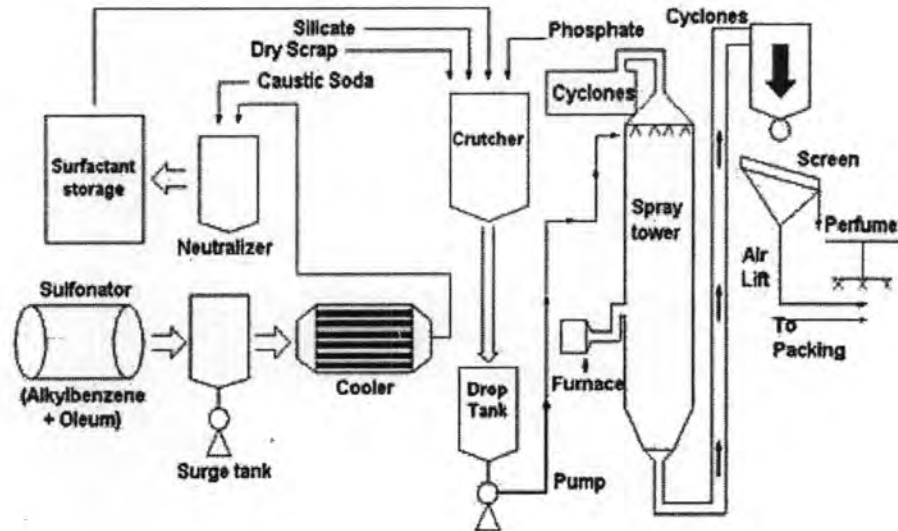 Cyclones
Silicate
Dry Scrap
Phosphate
Caustic Soda
Cyclones
Crutcher
Surfactant
storage
Screen
Spray
tower
Perfume
Neutralizer
Air
Lift
Sulfonator
To
Packing
Cooler
Furnace
(Alkylbenzene
+ Oleum)
Drop
Tank
Surge tank
Pump